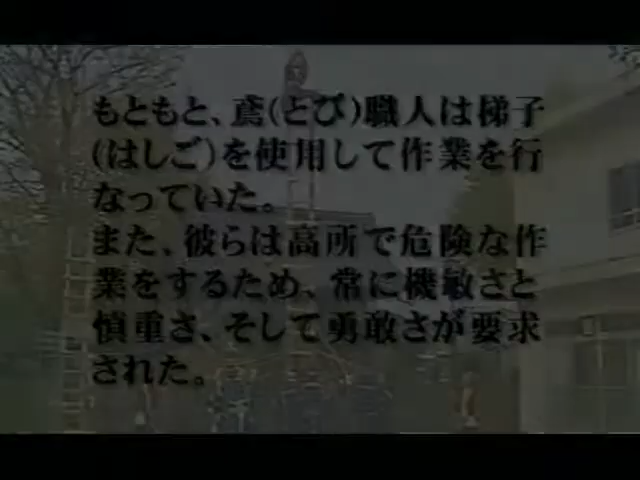 もともと、鳶(とび)職人は梯子
(はしご)を使用して作業を行
なっていた。
また、彼らは高所で危険な作
業をするため、常に機敏さと
慎重さ、そして勇敢さが要求
された。